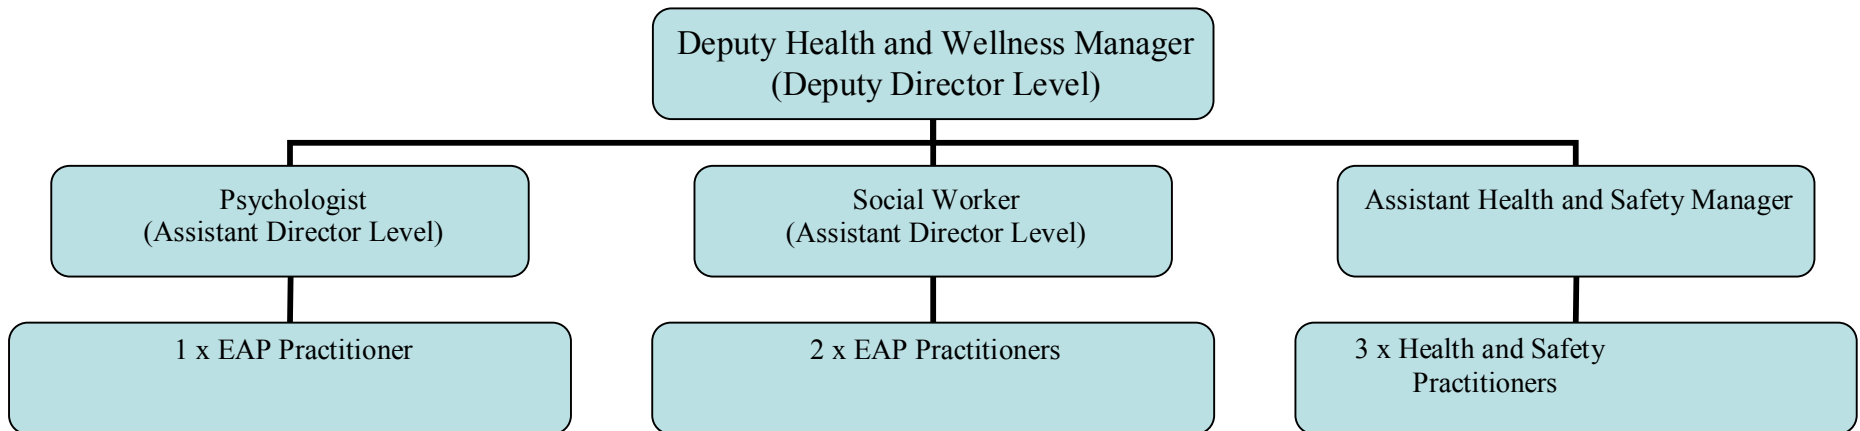 Deputy Health and Wellness Manager
(Deputy Director Level)
Psychologist
(Assistant Director Level)
Social Worker
(Assistant Director Level)
Assistant Health and Safety Manager
1 x EAP Practitioner
2 x EAP Practitioners
3 x Health and Safety
Practitioners